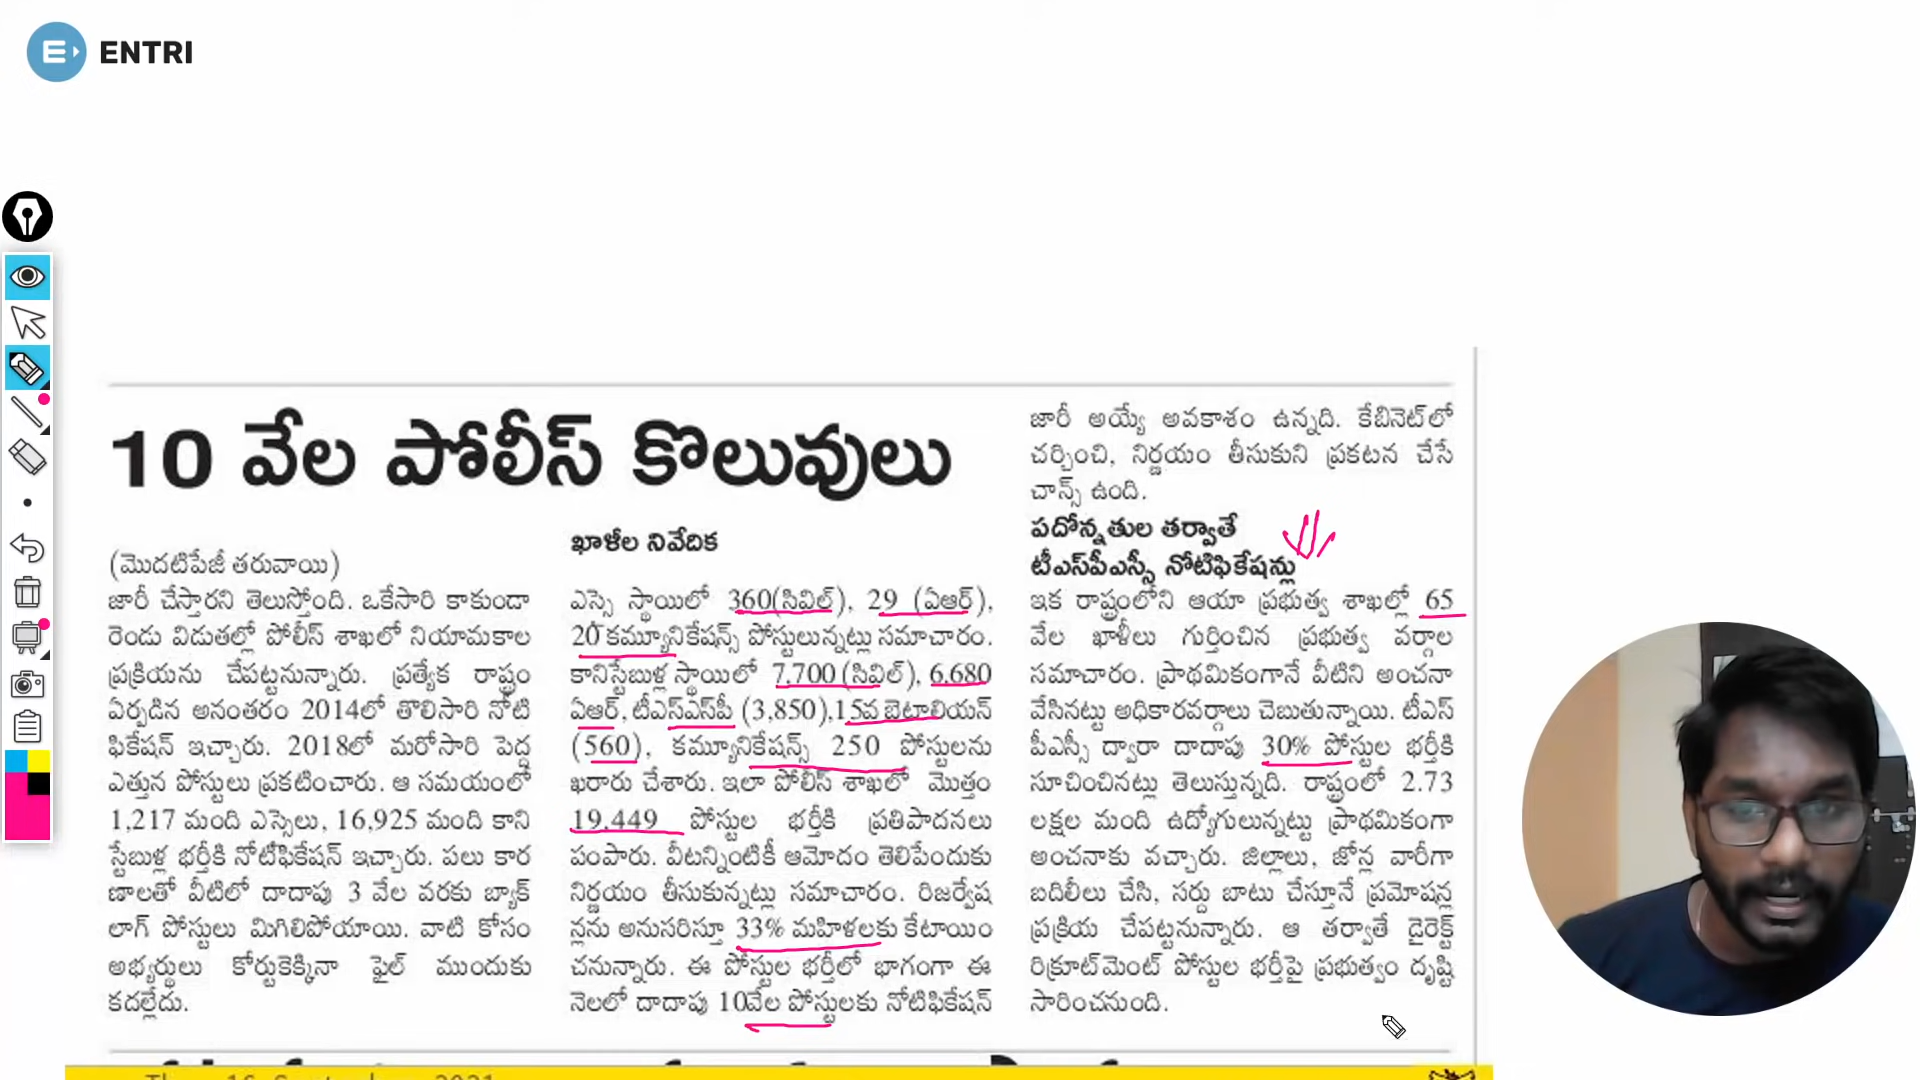 ENTRI
10 వేల పోలీస్ కొలువులు
(మొదటిపేజీ తరువాయి)
జారీ చేస్తారని తెలుస్తోంది. ఒకేసారి కాకుండా
రెండు విడుతల్లో పోలీస్ శాఖలో నియామకాల
ప్రక్రియను చేపట్టనున్నారు. ప్రత్యేక రాష్ట్రం
ఏర్పడిన అనంతరం 2014లో తొలిసారి నోటి
ఫికేషన్ ఇచ్చారు. 2018లో మరోసారి పెద్ద
ఎత్తున పోస్టులు ప్రకటించారు. ఆ సమయంలో
1,217 మంది ఎస్సైలు, 16,925 మంది కాని
స్టేబుళ్ల భర్తీకి నోటిఫికేషన్ ఇచ్చారు. పలు కార
ణాలతో వీటిలో దాదాపు 3 వేల వరకు బ్యాక్
లాగ్ పోస్టులు మిగిలిపోయాయి. వాటి కోసం
అభ్యర్థులు కోర్టుకెక్కినా ఫైల్ ముందుకు
కదల్లేదు.
ఖాళీల నివేదిక
ఎస్సై స్థాయిలో 360(సివిల్), 29 (ఏఆర్),
20 కమ్యూనికేషన్స్ పోస్టులున్నట్లు సమాచారం.
కానిస్టేబుళ్ల స్థాయిలో 7,700 (సివిల్), 6,680
ఏఆర్, టీఎస్ఎస్‌పీ (3,850),15వ బెటాలియన్
(560), కమ్యూనికేషన్స్ 250 పోస్టులను
ఖరారు చేశారు. ఇలా పోలీస్ శాఖలో మొత్తం
19,449 పోస్టుల భర్తీకి ప్రతిపాదనలు
పంపారు. వీటన్నింటికీ ఆమోదం తెలిపేందుకు
నిర్ణయం తీసుకున్నట్లు సమాచారం. రిజర్వేష
న్లను అనుసరిస్తూ 33% మహిళలకు కేటాయిం
చనున్నారు. ఈ పోస్టుల భర్తీలో భాగంగా ఈ
నెలలో దాదాపు 10వేల పోస్టులకు నోటిఫికేషన్
జారీ అయ్యే అవకాశం ఉన్నది. కేబినెట్‌లో
చర్చించి, నిర్ణయం తీసుకుని ప్రకటన చేసే
చాన్స్ ఉంది.
పదోన్నతుల తర్వాతే
టీఎస్‌పీఎస్సీ నోటిఫికేషన్లు
ఇక రాష్ట్రంలోని ఆయా ప్రభుత్వ శాఖల్లో 65
వేల ఖాళీలు గుర్తించిన ప్రభుత్వ వర్గాల
సమాచారం. ప్రాథమికంగానే వీటిని అంచనా
వేసినట్టు అధికారవర్గాలు చెబుతున్నాయి. టీఎస్
పీఎస్సీ ద్వారా దాదాపు 30% పోస్టుల భర్తీకి
సూచించినట్లు తెలుస్తున్నది. రాష్ట్రంలో 2.73
లక్షల మంది ఉద్యోగులున్నట్టు ప్రాథమికంగా
అంచనాకు వచ్చారు. జిల్లాలు, జోన్ల వారీగా
బదిలీలు చేసి, సర్దు బాటు చేస్తూనే ప్రమోషన్ల
ప్రక్రియ చేపట్టనున్నారు. ఆ తర్వాతే డైరెక్ట్
రిక్రూట్‌మెంట్ పోస్టుల భర్తీపై ప్రభుత్వం దృష్టి
సారించనుంది.